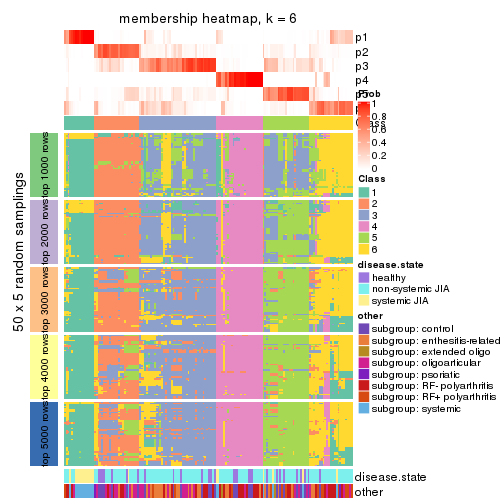 membership heatmap, k = 6
p1
p2
p3
p4
Prob
1
0.8
0.6
0.4
0.2
0
Class
1
2
3
4
5
6
disease.state
healthy
non-systemic JIA
systemic JIA
other
subgroup: control
subgroup: enthesitis-related
subgroup: extended oligo
subgroup: oligoarticular
subgroup: psoriatic
subgroup: RF- polyarthritis
subgroup: RF+ polyarthritis
subgroup: systemic
50 x 5 random samplings
top 1000 rows
top 2000 rows
top 3000 rows
top 4000 rows
top 5000 rows
disease.state
other